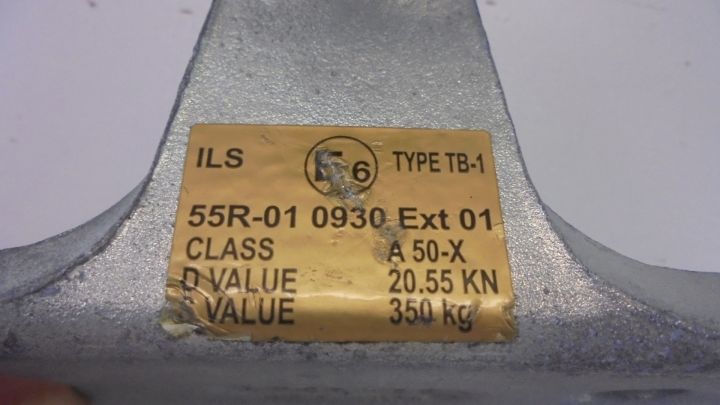 ILS E6 TYPE TB-1
55R-01 0930 Ext 01
CLASS A 50-X
D VALUE 20.55 KN
VALUE 350 kg